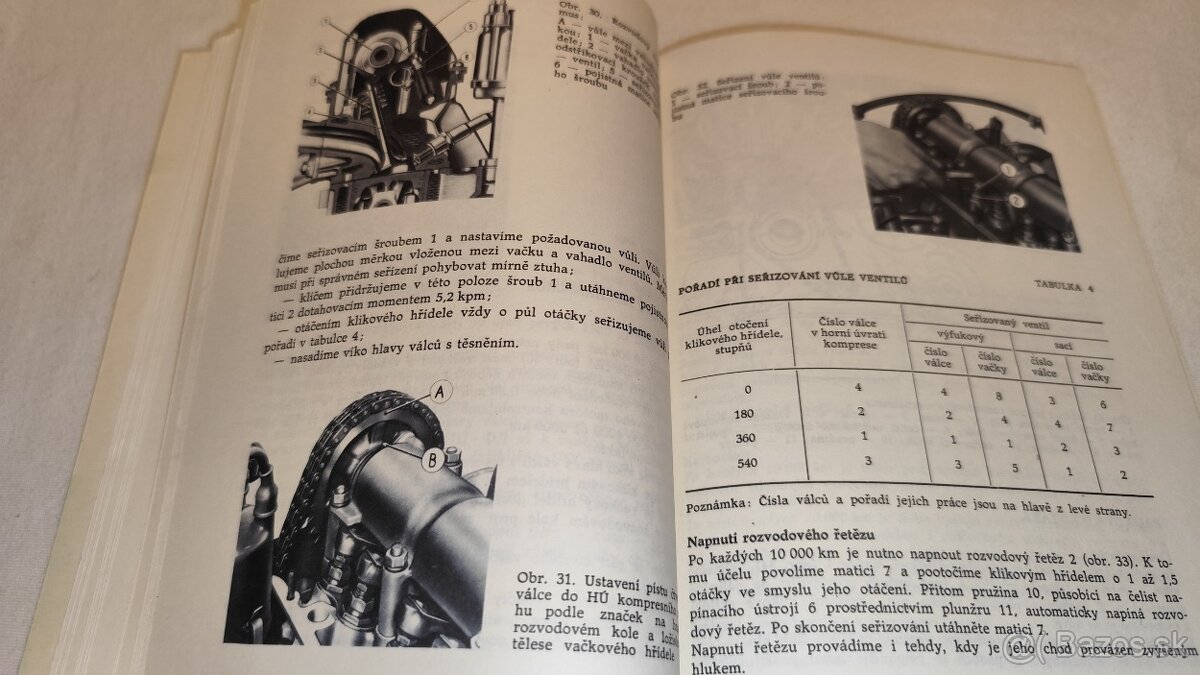 Obr. 30. Rozvodový
mus:
A — vůle mezi
kou; 1 —
dele; 2 — vahad
odstřikovací
— ventil; 5 —
6 — pojistná matice
ho šroubu
číme seřizovacím šroubem 1 a nastavíme požadovanou vůli. Vůli
lujeme plochou měrkou vloženou mezi vačku a vahadlo ventilů.
musí při správném seřízení pohybovat mírně ztuha;
— klíčem přidržujeme v této poloze šroub 1 a utáhneme
tici 2 dotahovacím momentem 5,2 kpm;
— otáčením klikového hřídele vždy o půl otáčky seřizujeme
pořadí v tabulce 4;
— nasadíme víko hlavy válců s těsněním.
A
B
Obr. 31. Ustavení pístu
válce do HÚ kompresního
hu podle značek na
rozvodovém kole a
tělese vačkového hřídele
Obr. 32. Seřízení vůle ventilů
1 — seřizovací šroub; 2 — po-
jistná matice seřizovacího šrou-
bu
1
2
POŘADÍ PŘI SEŘIZOVÁNÍ VŮLE VENTILŮ TABULKA 4
Úhel otočení klikového hřídele, stupňů
Číslo válce v horní úvrati komprese
Seřizovaný ventil
výfukový sací
číslo válce číslo vačky číslo válce číslo vačky
0 4 4 8 3 6
180 2 2 4 4 7
360 1 1 1 2 3
540 3 3 5 1 2
Poznámka: Čísla válců a pořadí jejich práce jsou na hlavě z levé strany.
Napnutí rozvodového řetězu
Po každých 10 000 km je nutno napnout rozvodový řetěz 2 (obr. 33). K to-
mu účelu povolíme matici 7 a pootočíme klikovým hřídelem o 1 až 1,5
otáčky ve smyslu jeho otáčení. Přitom pružina 10, působící na čelist na-
pínacího ústrojí 6 prostřednictvím plunžru 11, automaticky napíná rozvo-
dový řetěz. Po skončení seřizování utáhněte matici 7.
Napnutí řetězu provádíme i tehdy, kdy je jeho chod provázen zvýšeným
hlukem.
Bazos.sk